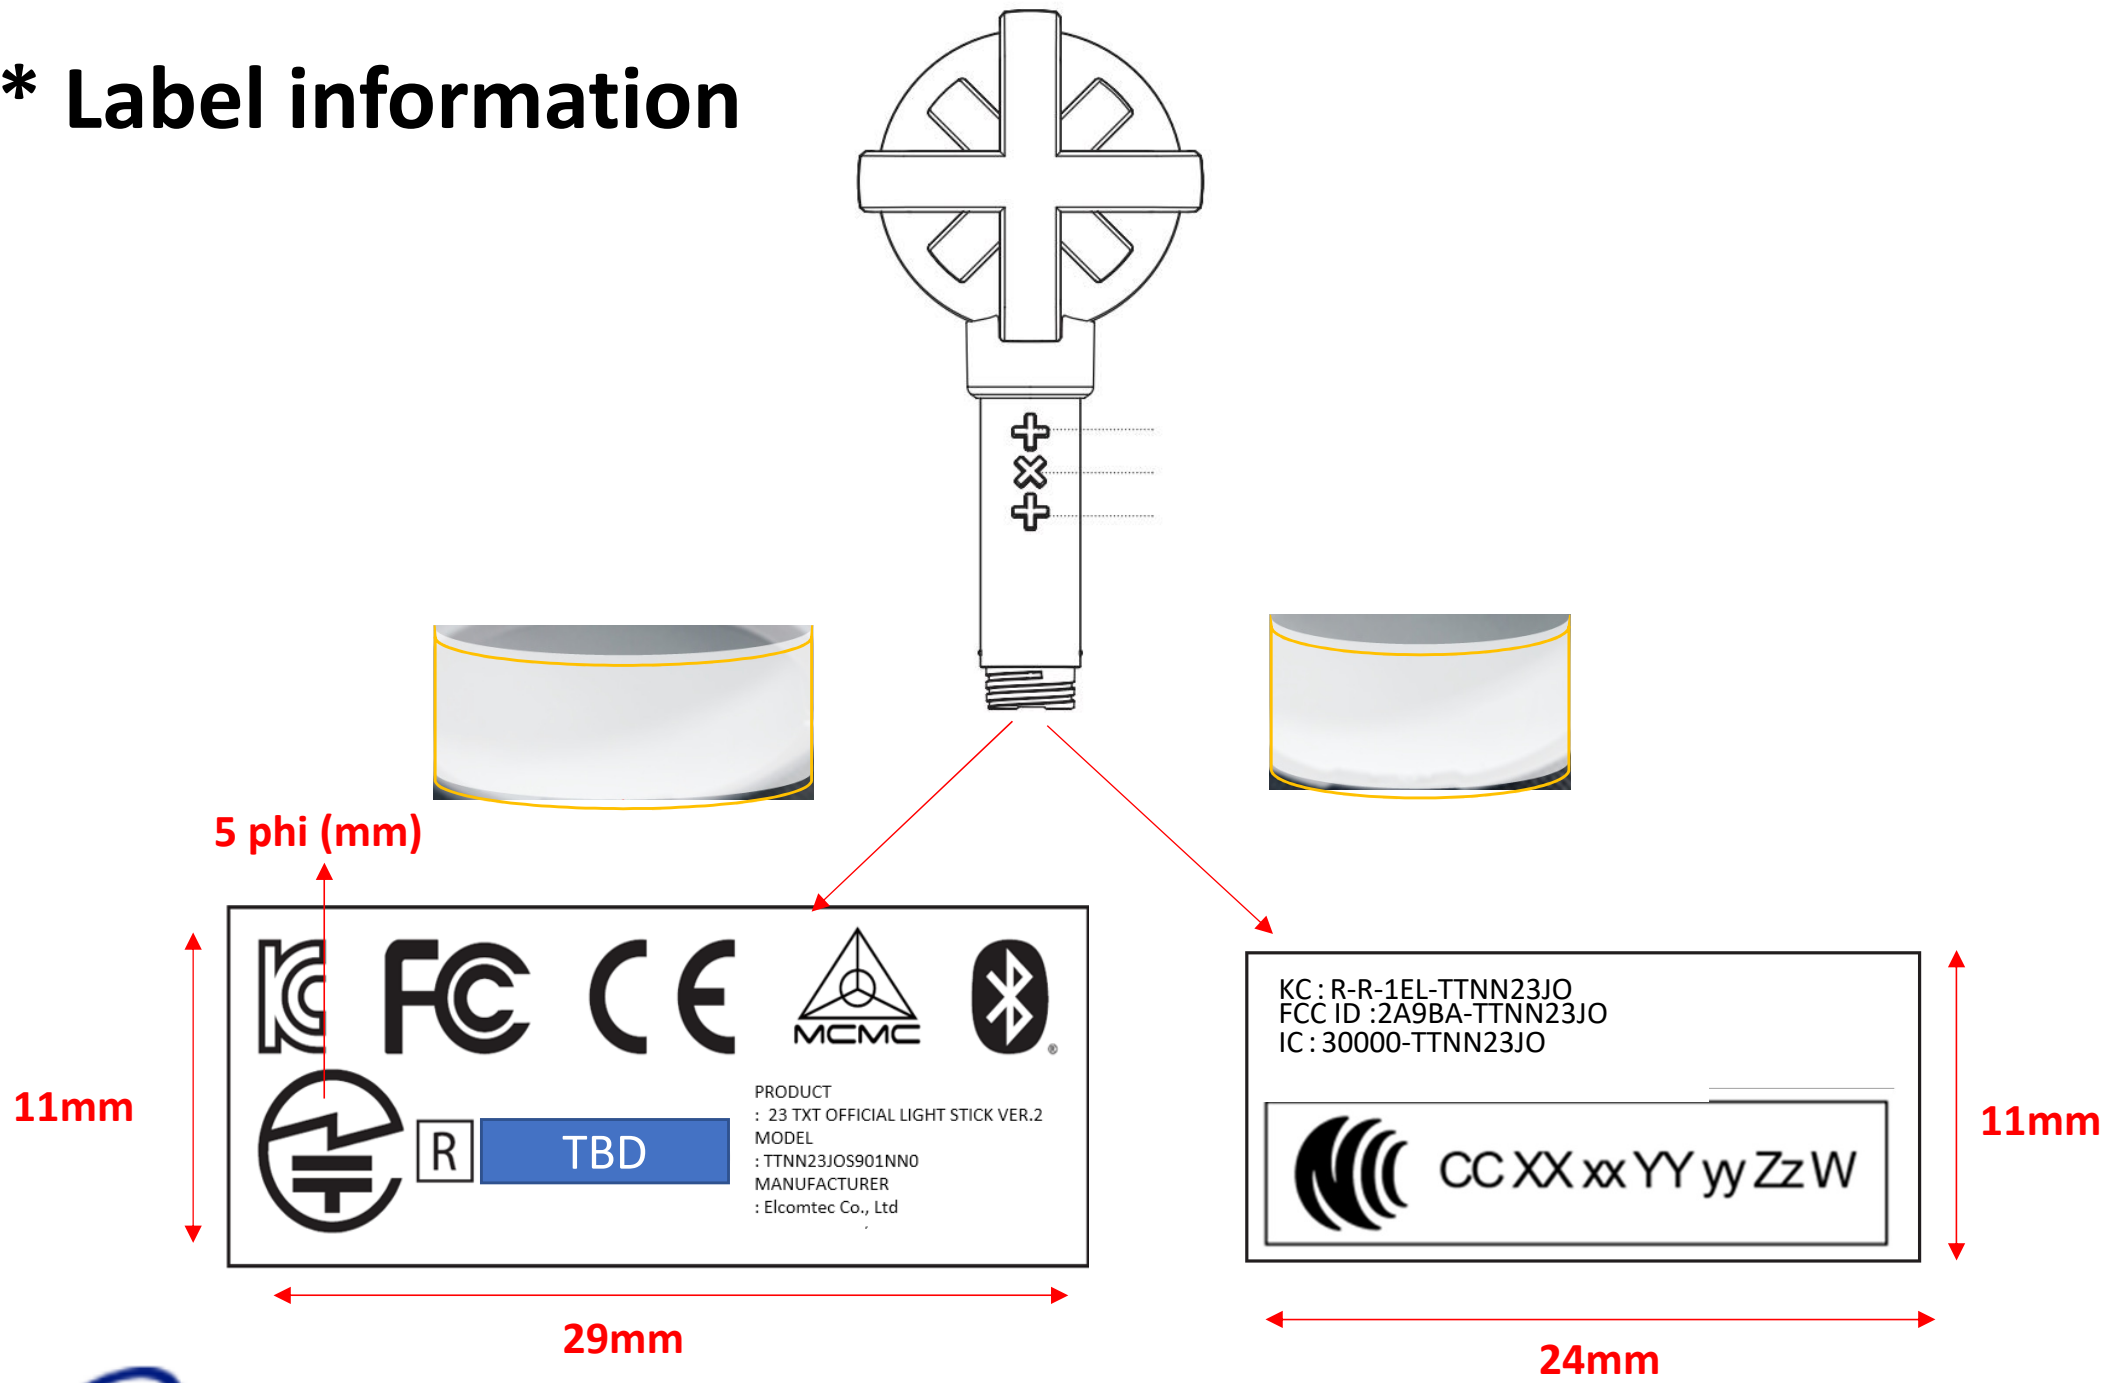 * Label information
5 phi (mm)
11mm
MCMC
®
R
TBD
PRODUCT
: 23 TXT OFFICIAL LIGHT STICK VER.2
MODEL
: TTNN23JOS901NN0
MANUFACTURER
: Elcomtec Co., Ltd
29mm
KC : R-R-1EL-TTNN23JO
FCC ID :2A9BA-TTNN23JO
IC : 30000-TTNN23JO
CC XX xx YY yy Zz W
11mm
24mm